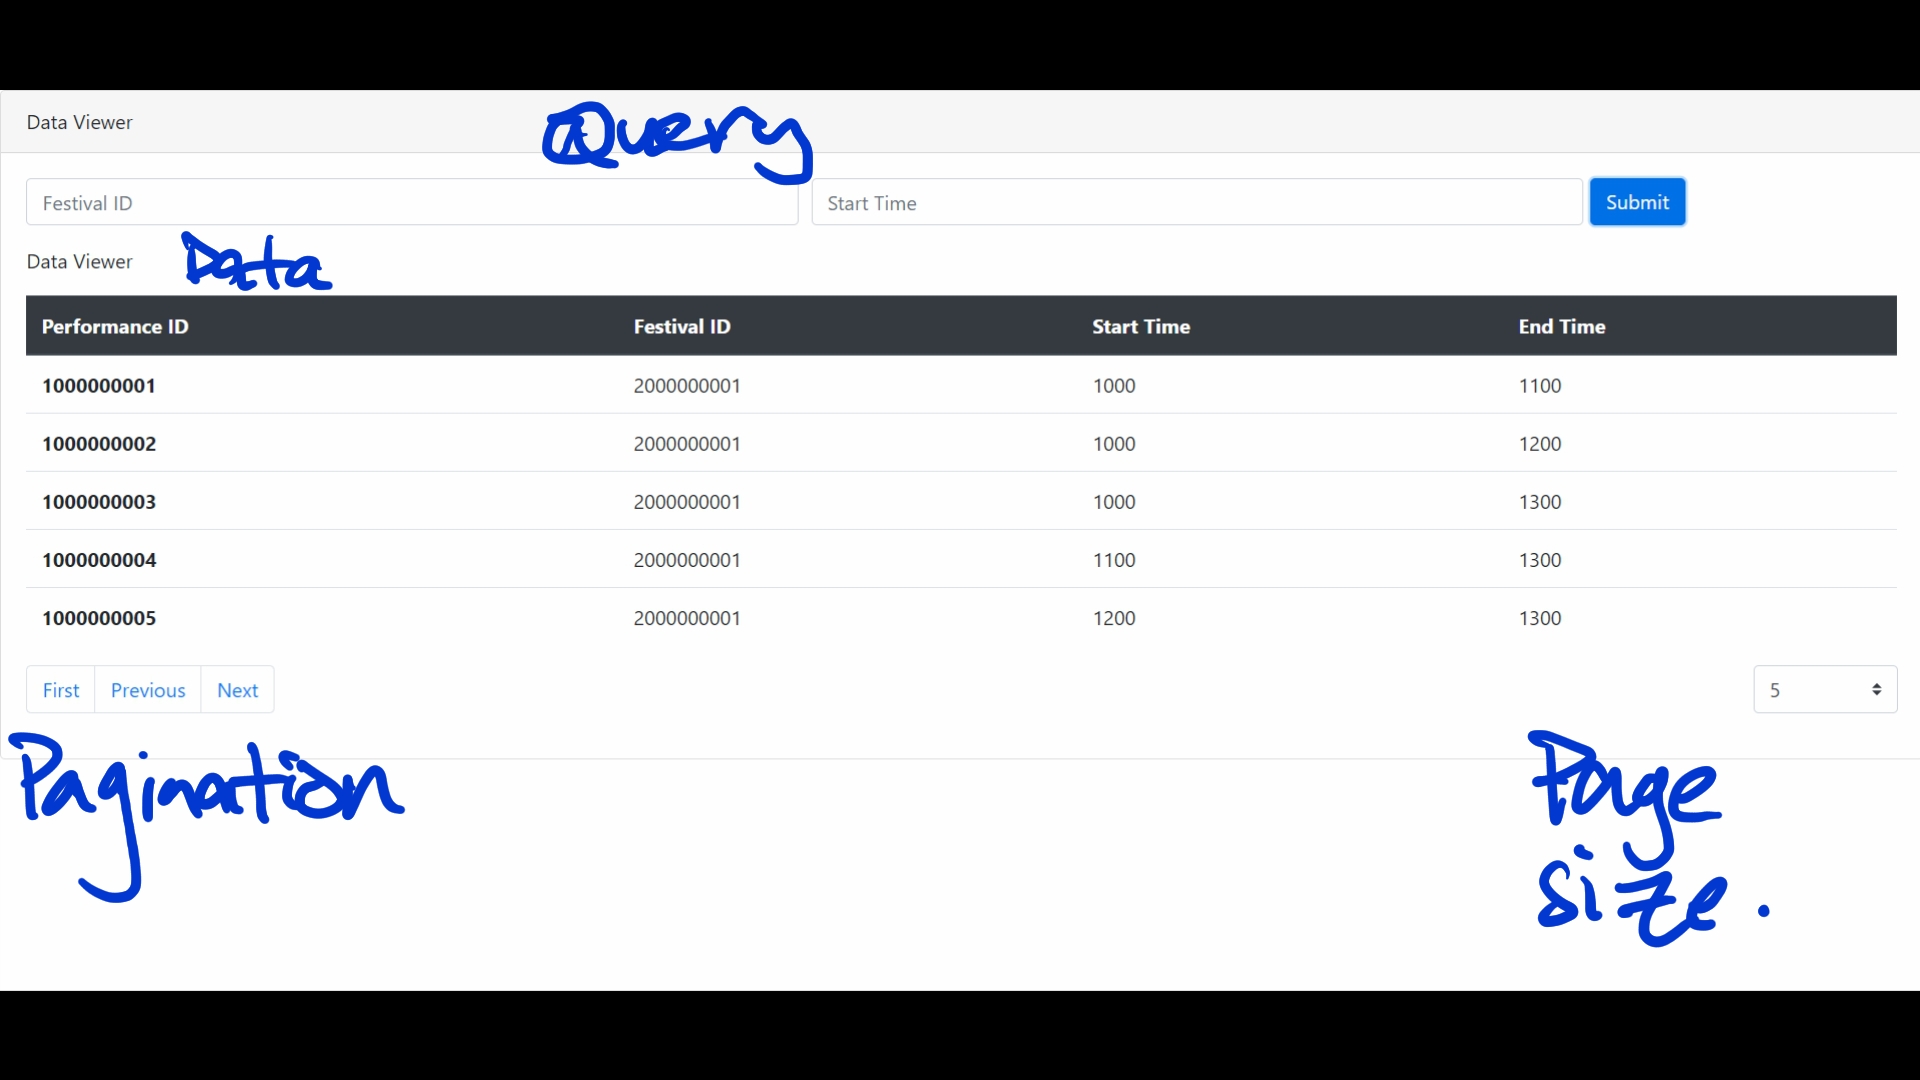 Data Viewer
Query
Festival ID Start Time Submit
Data Viewer Data
Performance ID Festival ID Start Time End Time
1000000001 2000000001 1000 1100
1000000002 2000000001 1000 1200
1000000003 2000000001 1000 1300
1000000004 2000000001 1100 1300
1000000005 2000000001 1200 1300
First Previous Next 5
Pagination
Page
size.